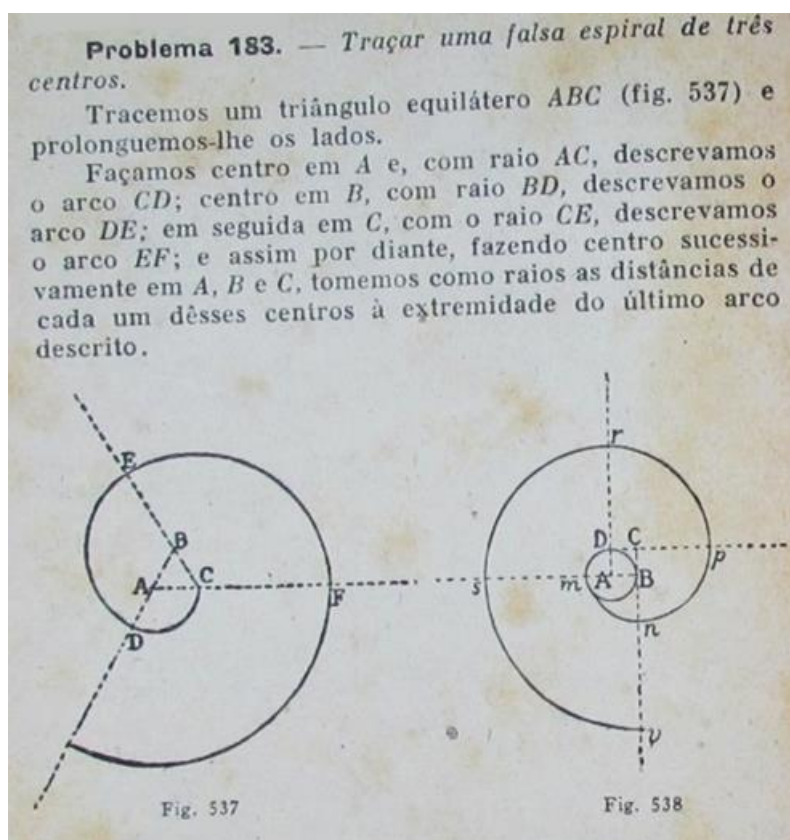 Problema 183. — Traçar uma falsa espiral de três
centros.
Tracemos um triângulo equilátero ABC (fig. 537) e
prolonguemos-lhe os lados.
Façamos centro em A e, com raio AC, descrevamos
o arco CD; centro em B, com raio BD, descrevamos o
arco DE; em seguida em C, com o raio CE, descrevamos
o arco EF; e assim por diante, fazendo centro sucessi-
vamente em A, B e C, tomemos como raios as distâncias de
cada um dêsses centros à extremidade do último arco
descrito.
E
B
A
C
F
D
Fig. 537
r
D C
p
s m A B
n
v
Fig. 538